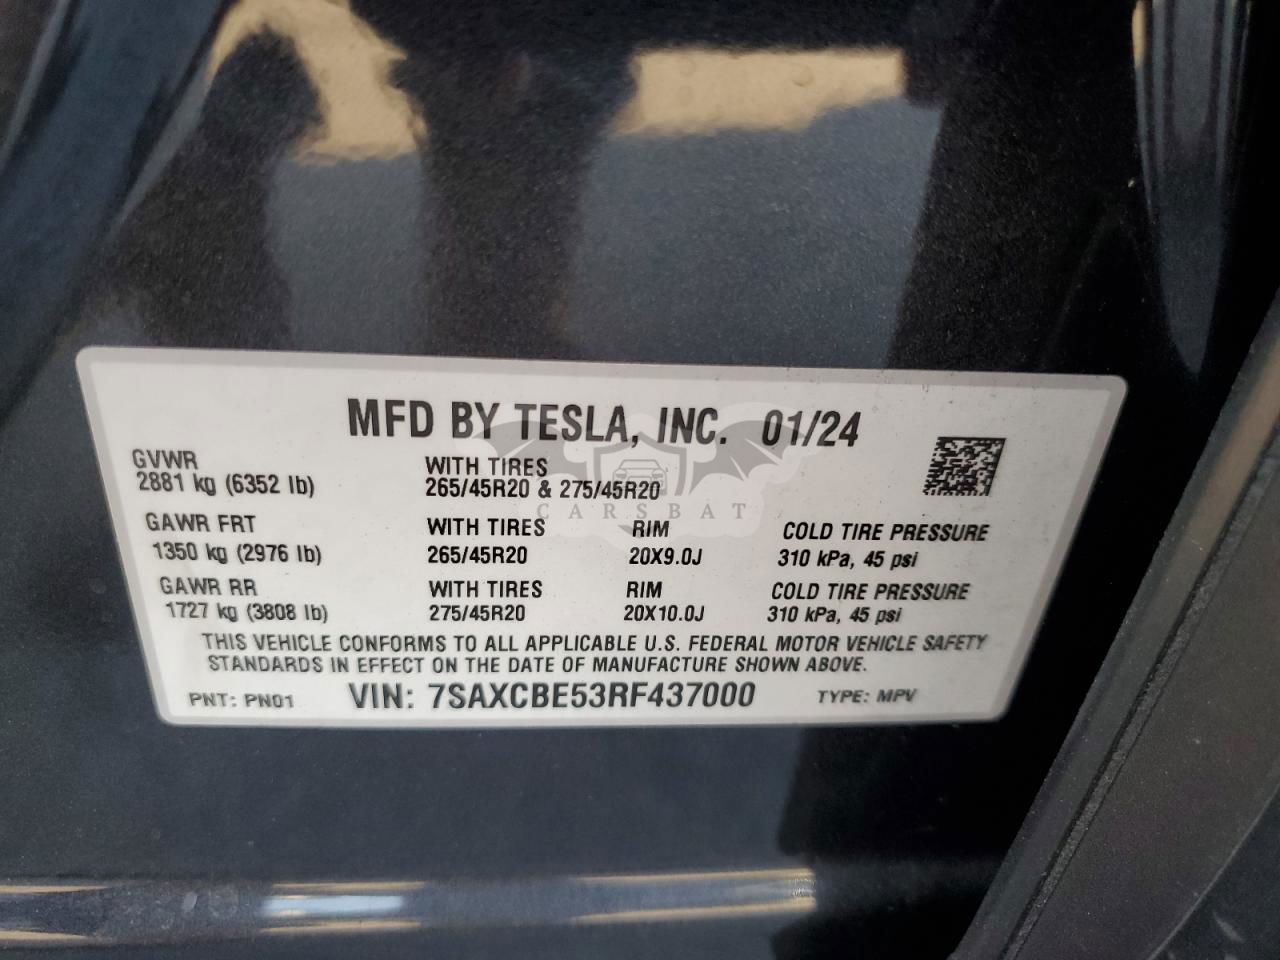 MFD BY TESLA, INC. 01/24
GVWR
2881 kg (6352 lb)
WITH TIRES
265/45R20 & 275/45R20
CARSBAT
GAWR FRT WITH TIRES RIM COLD TIRE PRESSURE
1350 kg (2976 lb) 265/45R20 20X9.0J 310 kPa, 45 psi
GAWR RR WITH TIRES RIM COLD TIRE PRESSURE
1727 kg (3808 lb) 275/45R20 20X10.0J 310 kPa, 45 psi
THIS VEHICLE CONFORMS TO ALL APPLICABLE U.S. FEDERAL MOTOR VEHICLE SAFETY
STANDARDS IN EFFECT ON THE DATE OF MANUFACTURE SHOWN ABOVE.
PNT: PN01 VIN: 7SAXCBE53RF437000 TYPE: MPV